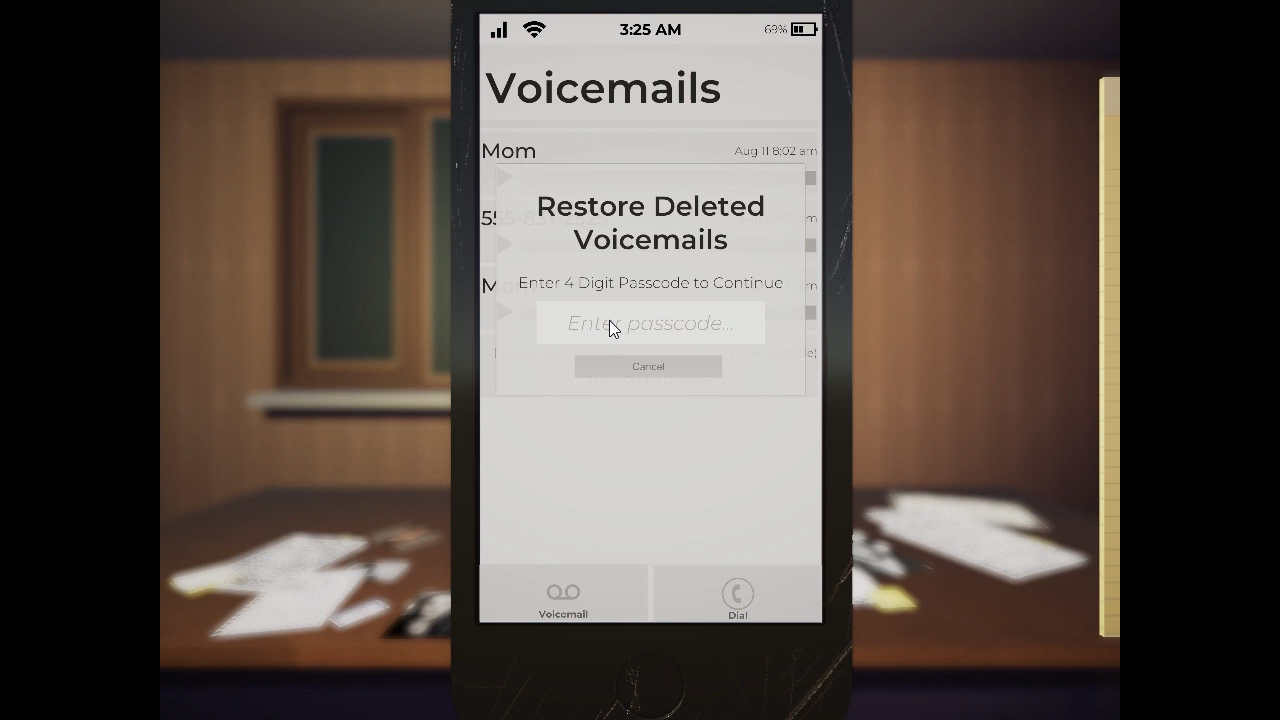 3:25 AM
69%
Voicemails
Mom
Aug 11 8:02 am
Restore Deleted
Voicemails
Enter 4 Digit Passcode to Continue
Enter passcode...
Cancel
Voicemail
Dial